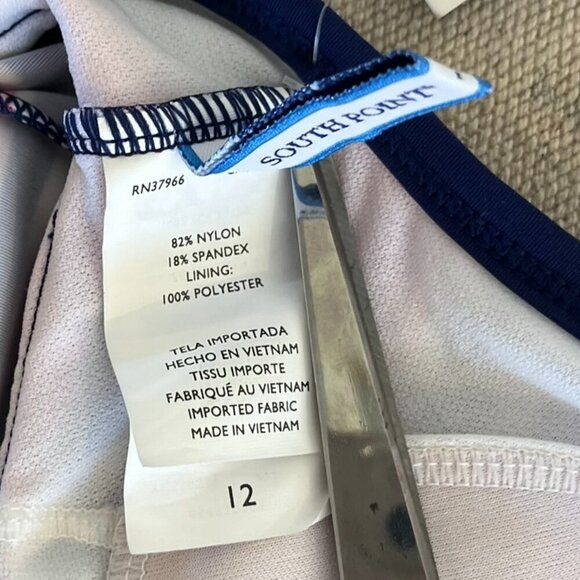 SOUTH POINT
RN37966
82% NYLON
18% SPANDEX
LINING:
100% POLYESTER
TELA IMPORTADA
HECHO EN VIETNAM
TISSU IMPORTE
FABRIQUÉ AU VIETNAM
IMPORTED FABRIC
MADE IN VIETNAM
12